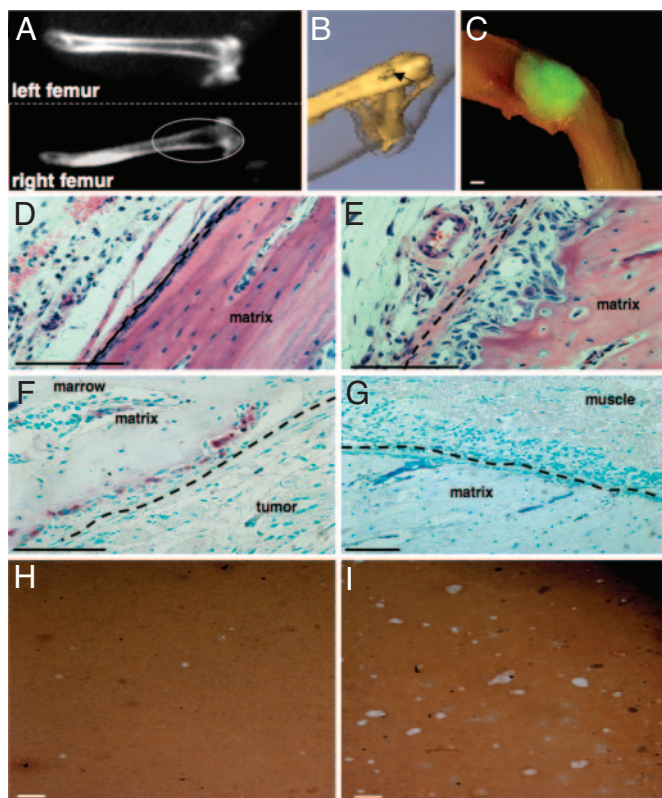 A
B
C
left femur
right femur
D
E
matrix
matrix
F
G
marrow
matrix
tumor
muscle
matrix
H
I